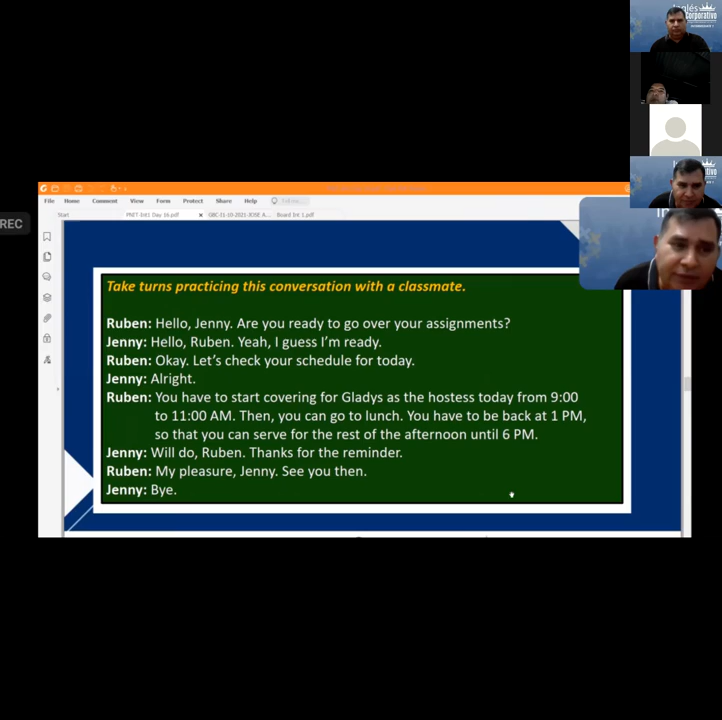 Inglés
Corporativo
REC
File Home Comment View Form Protect Share Help
Start PNET-Int1 Day 16.pdf Board Int 1.pdf
Take turns practicing this conversation with a classmate.
Ruben: Hello, Jenny. Are you ready to go over your assignments?
Jenny: Hello, Ruben. Yeah, I guess I'm ready.
Ruben: Okay. Let's check your schedule for today.
Jenny: Alright.
Ruben: You have to start covering for Gladys as the hostess today from 9:00
to 11:00 AM. Then, you can go to lunch. You have to be back at 1 PM,
so that you can serve for the rest of the afternoon until 6 PM.
Jenny: Will do, Ruben. Thanks for the reminder.
Ruben: My pleasure, Jenny. See you then.
Jenny: Bye.